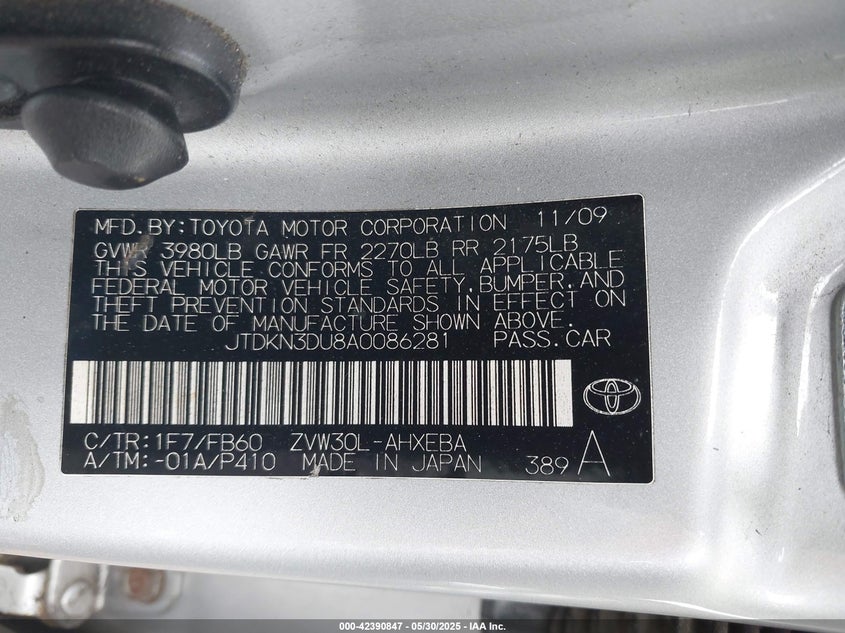 MFD.BY:TOYOTA MOTOR CORPORATION 11/09
GVWR 3980LB GAWR FR 2270LB RR 2175LB
THIS VEHICLE CONFORMS TO ALL APPLICABLE
FEDERAL MOTOR VEHICLE SAFETY,BUMPER,AND
THEFT PREVENTION STANDARDS IN EFFECT ON
THE DATE OF MANUFACTURE SHOWN ABOVE.
JTDKN3DU8A0086281 PASS.CAR
C/TR:1F7/FB60 ZVW30L-AHXEBA
A/TM:-01A/P410 MADE IN JAPAN 389 A
000-42390847 — 05/30/2025 — IAA Inc.